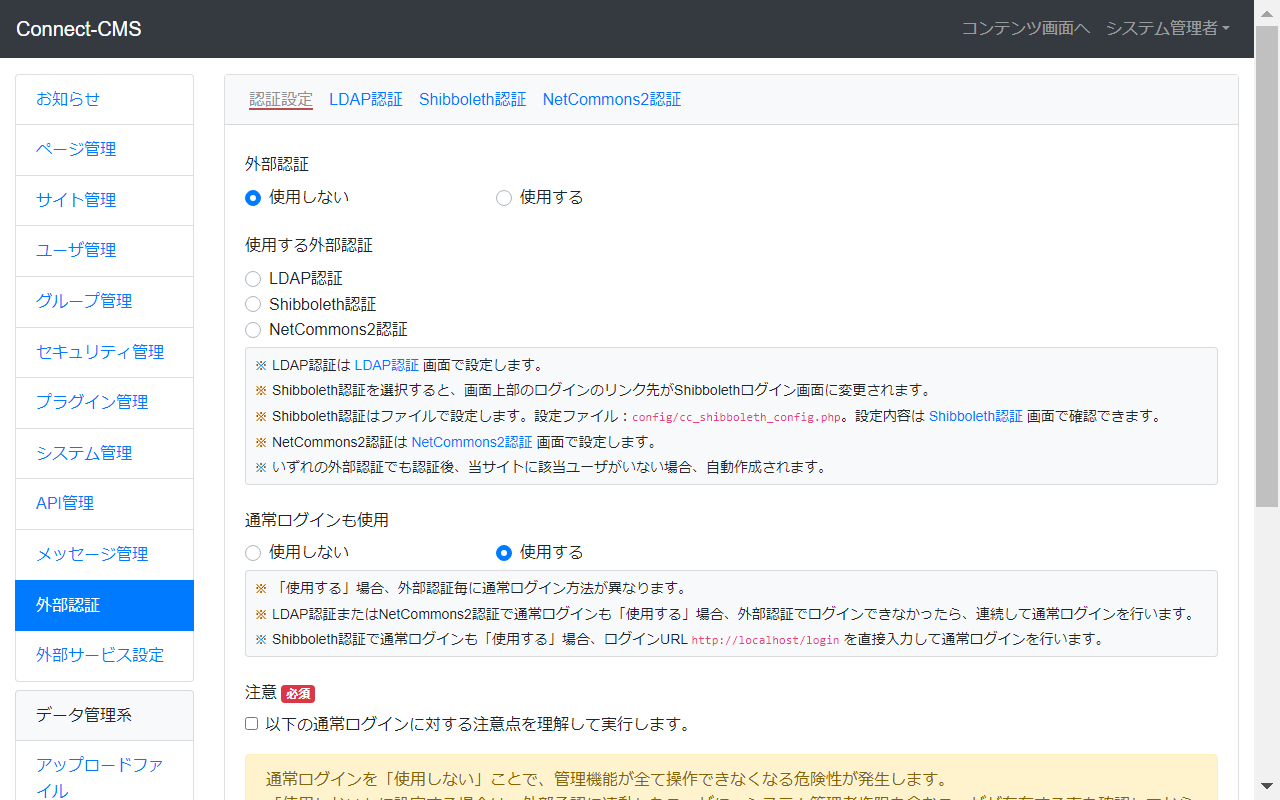 Connect-CMS
コンテンツ画面へ
システム管理者
お知らせ
ページ管理
サイト管理
ユーザ管理
グループ管理
セキュリティ管理
プラグイン管理
システム管理
API管理
メッセージ管理
外部認証
外部サービス設定
データ管理系
アップロードファ
イル
認証設定 LDAP認証 Shibboleth認証 NetCommons2認証
外部認証
使用しない 使用する
使用する外部認証
LDAP認証
Shibboleth認証
NetCommons2認証
※ LDAP認証は LDAP認証 画面で設定します。
※ Shibboleth認証を選択すると、画面上部のログインのリンク先がShibbolethログイン画面に変更されます。
※ Shibboleth認証はファイルで設定します。設定ファイル：config/cc_shibboleth_config.php。設定内容は Shibboleth認証 画面で確認できます。
※ NetCommons2認証は NetCommons2認証 画面で設定します。
※ いずれの外部認証でも認証後、当サイトに該当ユーザがいない場合、自動作成されます。
通常ログインも使用
使用しない 使用する
※ 「使用する」場合、外部認証毎に通常ログイン方法が異なります。
※ LDAP認証またはNetCommons2認証で通常ログインも「使用する」場合、外部認証でログインできなかったら、連続して通常ログインを行います。
※ Shibboleth認証で通常ログインも「使用する」場合、ログインURL http://localhost/login を直接入力して通常ログインを行います。
注意 必須
以下の通常ログインに対する注意点を理解して実行します。
通常ログインを「使用しない」ことで、管理機能が全て操作できなくなる危険性が発生します。